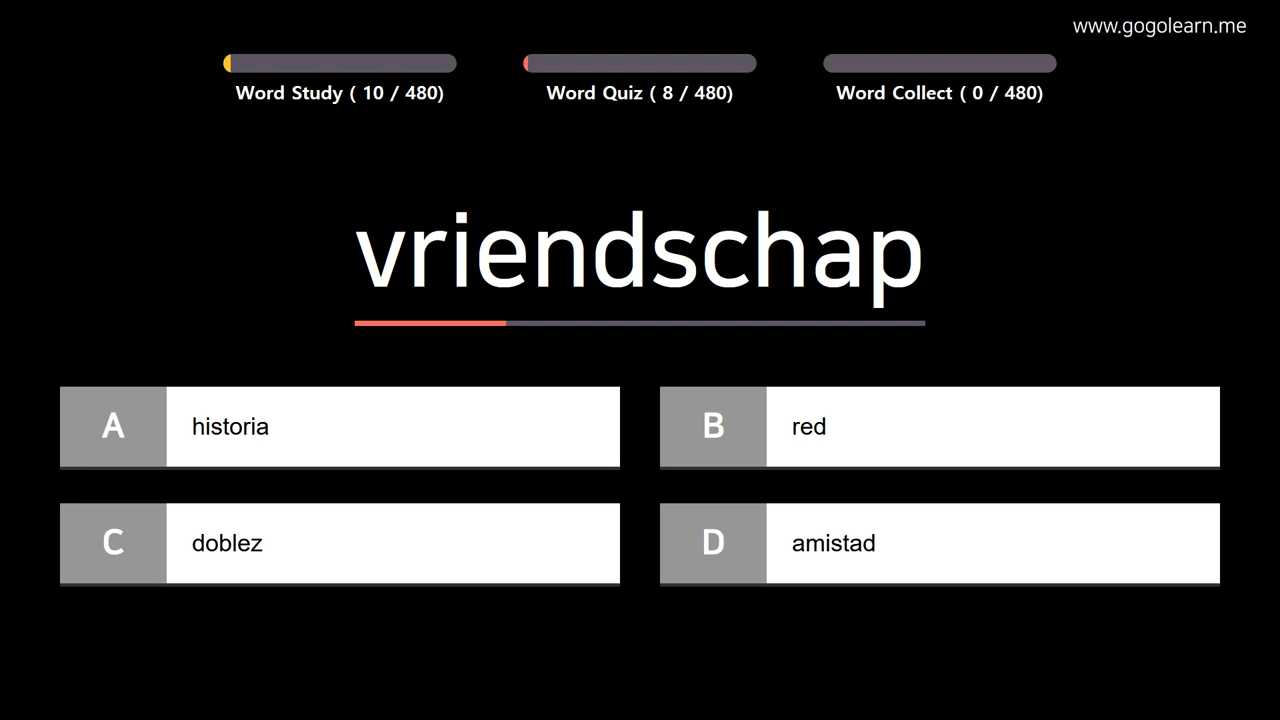 www.gogolearn.me
Word Study ( 10 / 480)
Word Quiz ( 8 / 480)
Word Collect ( 0 / 480)
vriendschap
A historia
B red
C doblez
D amistad